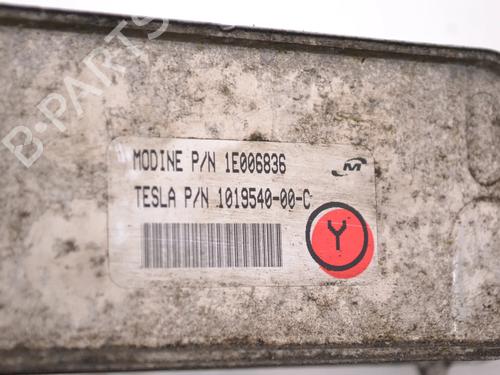 B-PARTS
MODINE P/N 1E006836
TESLA P/N 1019540-00-C
Y